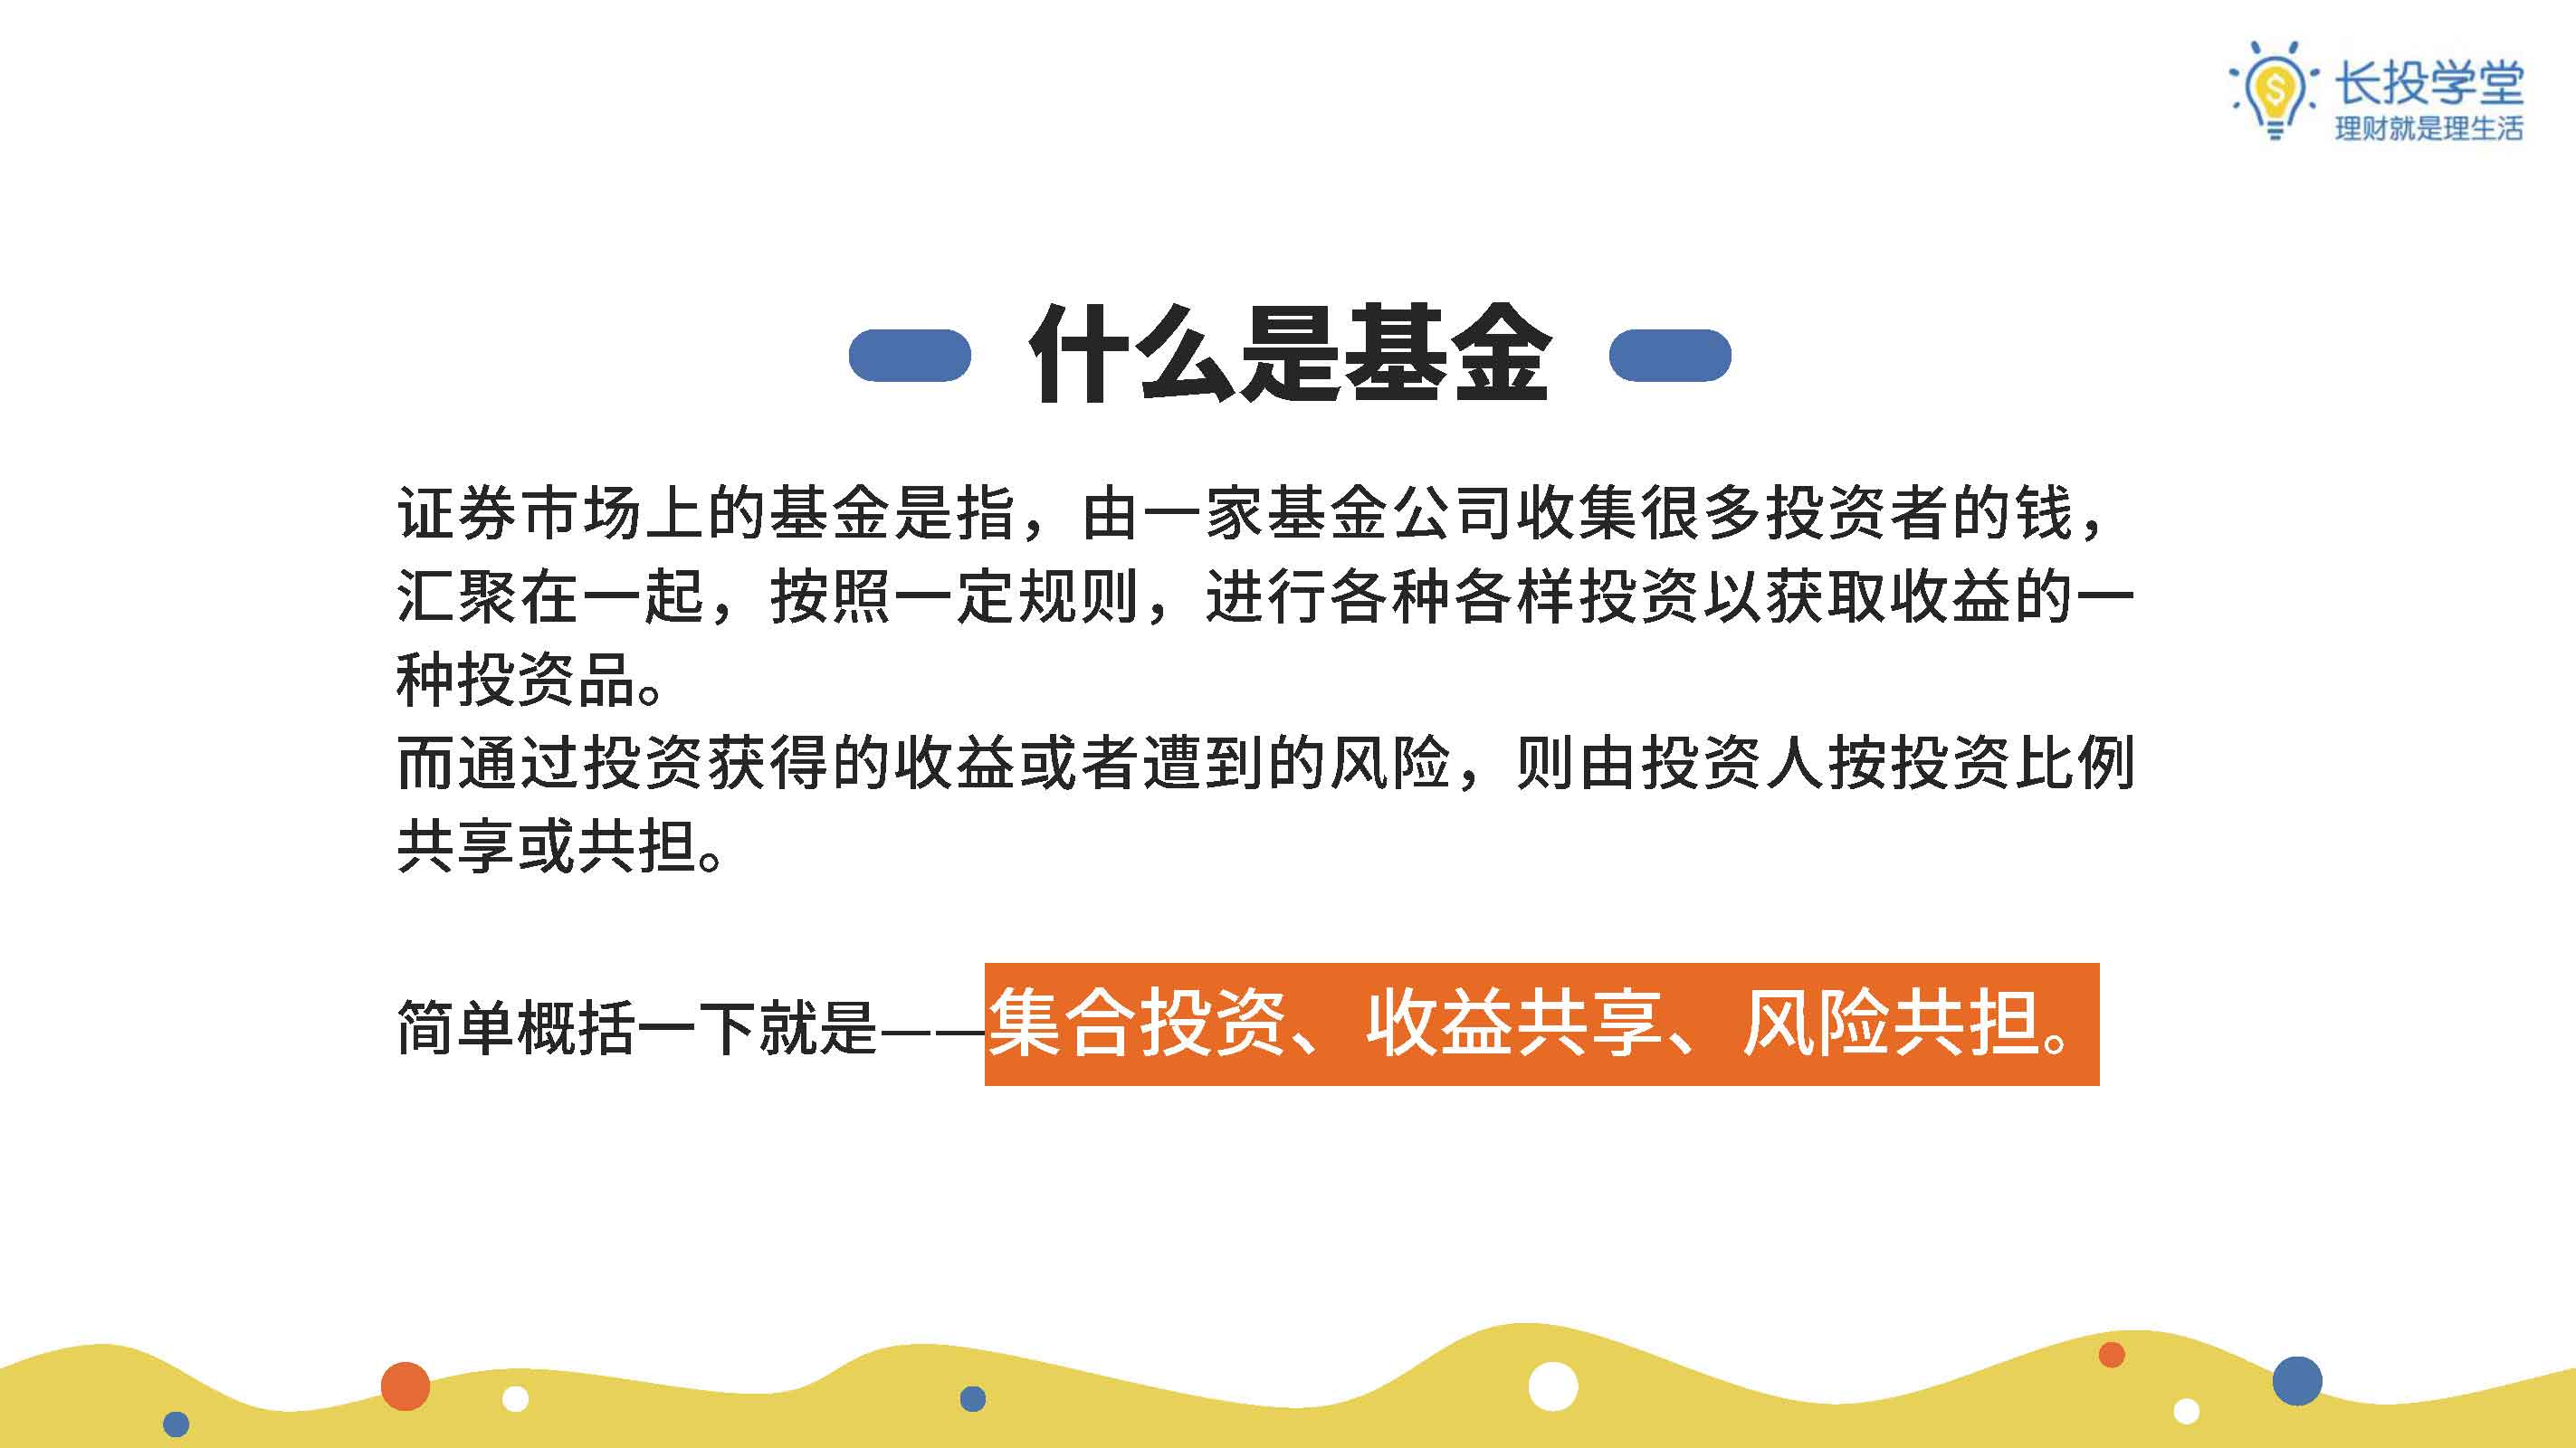 长投学堂
理财就是理生活
什么是基金
证券市场上的基金是指，由一家基金公司收集很多投资者的钱，
汇聚在一起，按照一定规则，进行各种各样投资以获取收益的一
种投资品。
而通过投资获得的收益或者遭到的风险，则由投资人按投资比例
共享或共担。
简单概括一下就是——集合投资、收益共享、风险共担。